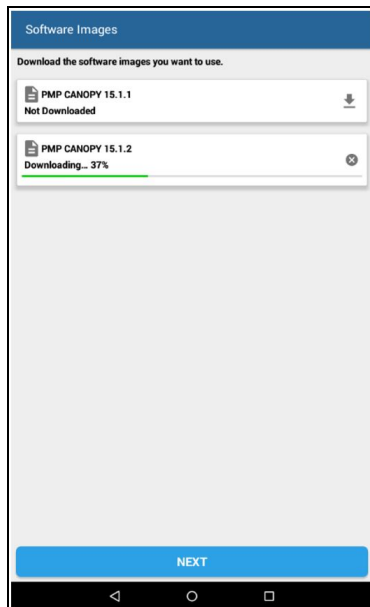 Software Images
Download the software images you want to use.
PMP CANOPY 15.1.1
Not Downloaded
PMP CANOPY 15.1.2
Downloading... 37%
NEXT